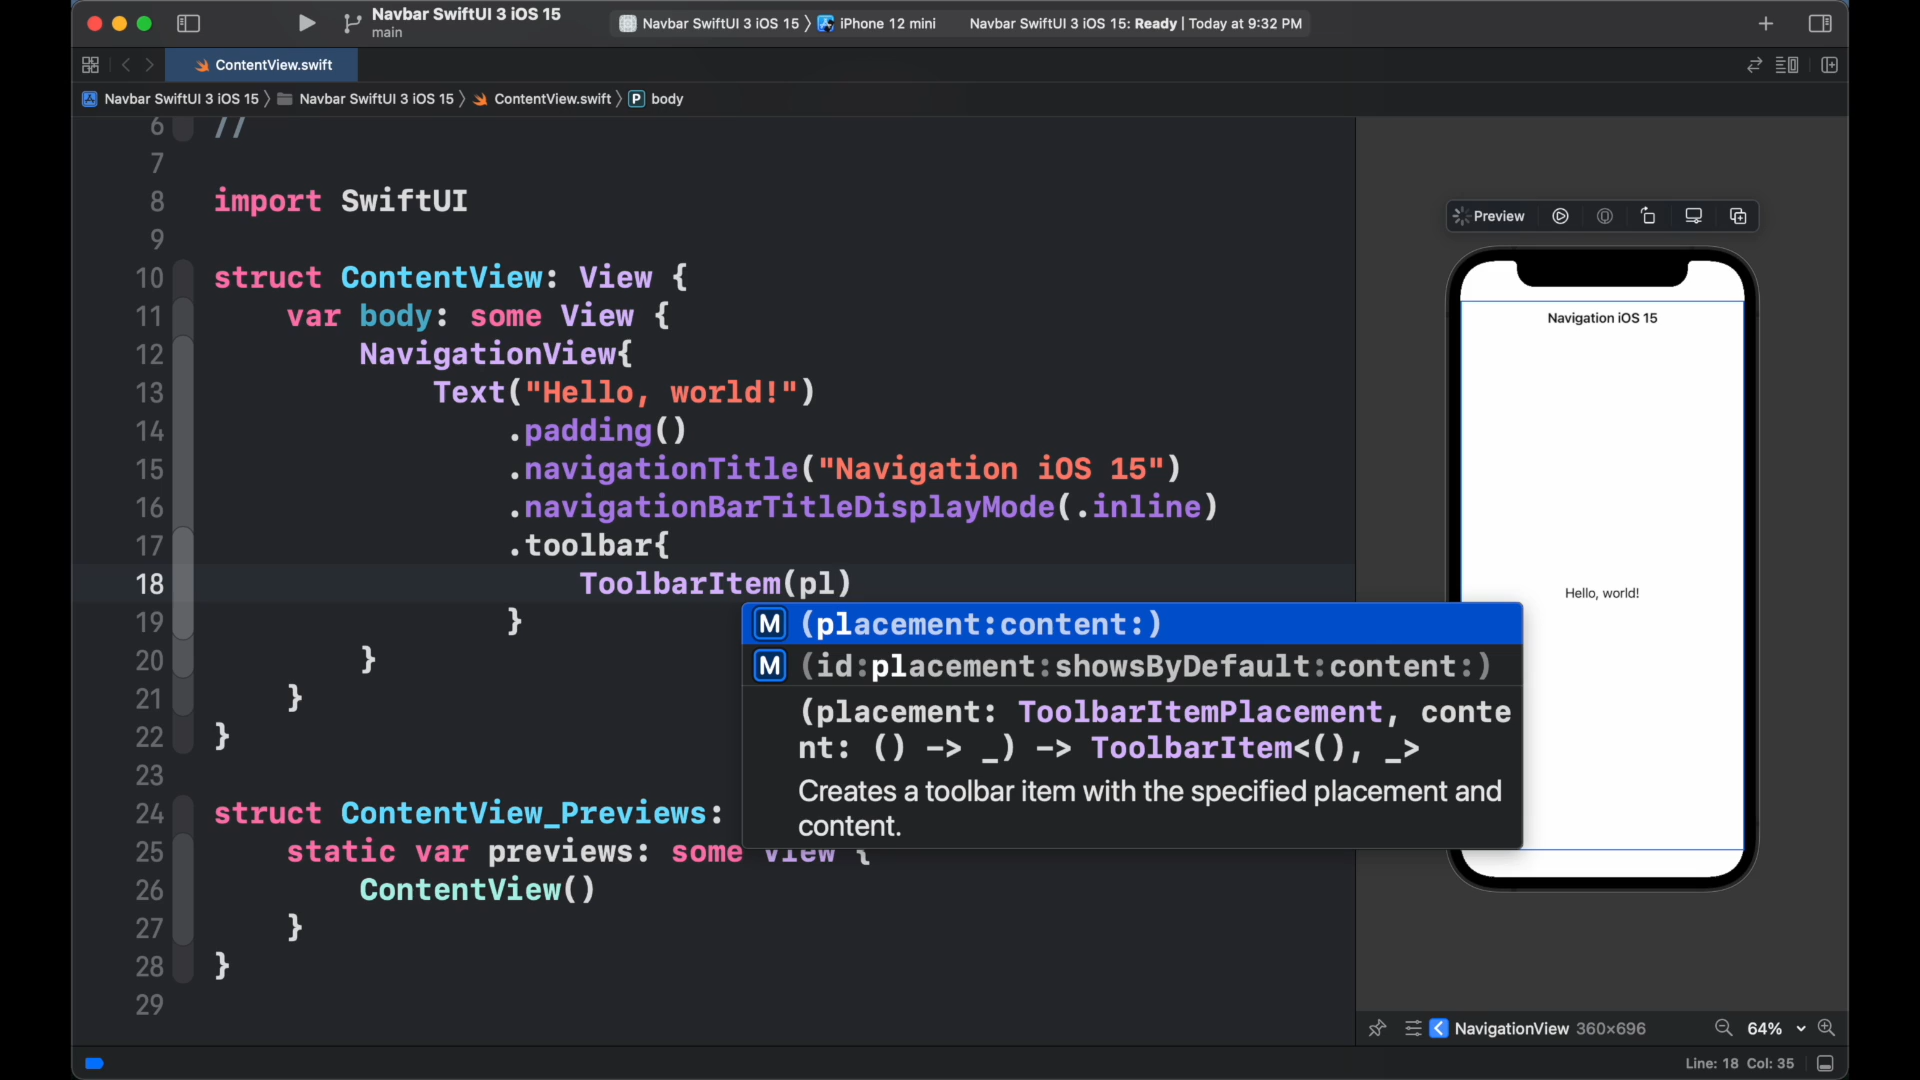 Navbar SwiftUI 3 iOS 15
main
Navbar SwiftUI 3 iOS 15 〉 iPhone 12 mini
Navbar SwiftUI 3 iOS 15: Ready | Today at 9:32 PM
ContentView.swift
Navbar SwiftUI 3 iOS 15 〉 Navbar SwiftUI 3 iOS 15 〉 ContentView.swift 〉 P body
6 //
7
8 import SwiftUI
9
10 struct ContentView: View {
11 var body: some View {
12 NavigationView{
13 Text("Hello, world!")
14 .padding()
15 .navigationTitle("Navigation iOS 15")
16 .navigationBarTitleDisplayMode(.inline)
17 .toolbar{
18 ToolbarItem(pl)
19 }
20 }
21 }
22 }
23
24 struct ContentView_Previews:
25 static var previews: some View {
26 ContentView()
27 }
28 }
29
M (placement:content:)
M (id:placement:showsByDefault:content:)
(placement: ToolbarItemPlacement, conte
nt: () -> _) -> ToolbarItem<(), _>
Creates a toolbar item with the specified placement and
content.
Preview
Navigation iOS 15
Hello, world!
NavigationView 360×696
64%
Line: 18 Col: 35